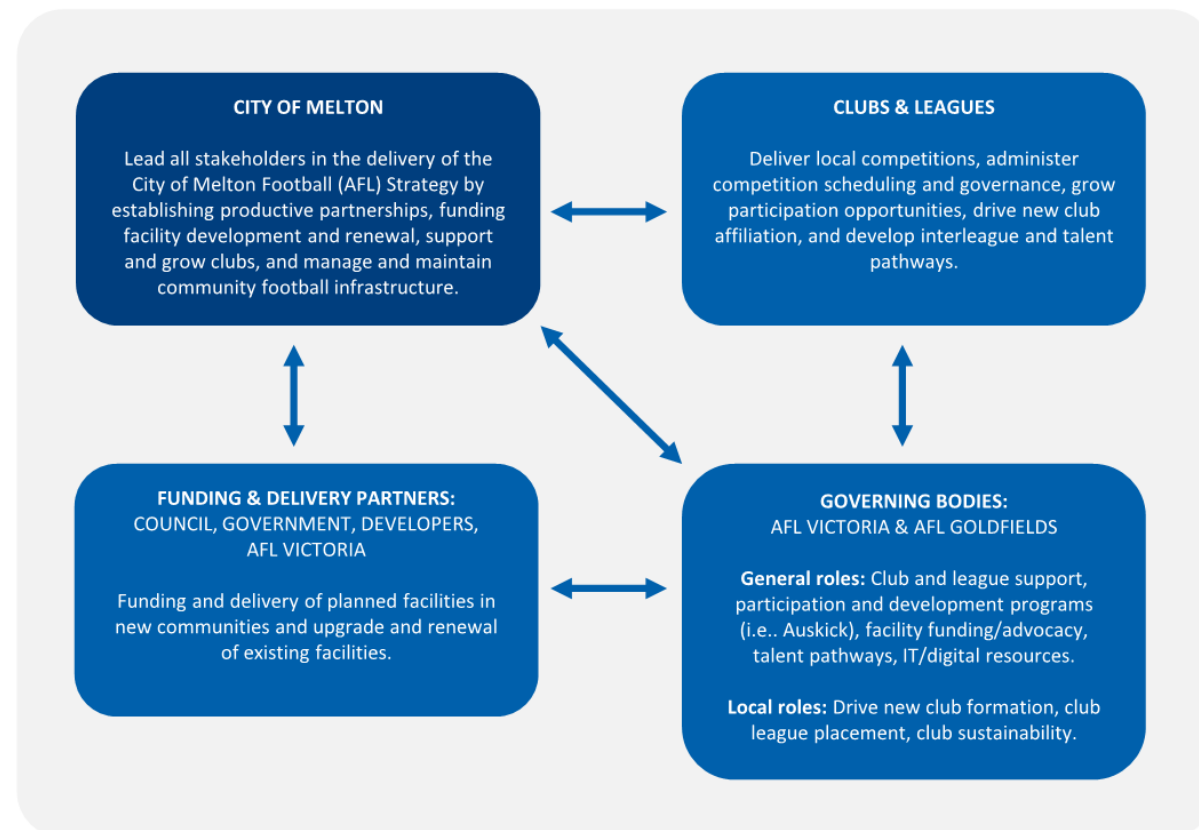 CITY OF MELTON
Lead all stakeholders in the delivery of the
City of Melton Football (AFL) Strategy by
establishing productive partnerships, funding
facility development and renewal, support
and grow clubs, and manage and maintain
community football infrastructure.
CLUBS & LEAGUES
Deliver local competitions, administer
competition scheduling and governance, grow
participation opportunities, drive new club
affiliation, and develop interleague and talent
pathways.
FUNDING & DELIVERY PARTNERS:
COUNCIL, GOVERNMENT, DEVELOPERS,
AFL VICTORIA
Funding and delivery of planned facilities in
new communities and upgrade and renewal
of existing facilities.
GOVERNING BODIES:
AFL VICTORIA & AFL GOLDFIELDS
General roles: Club and league support,
participation and development programs
(i.e.. Auskick), facility funding/advocacy,
talent pathways, IT/digital resources.
Local roles: Drive new club formation, club
league placement, club sustainability.